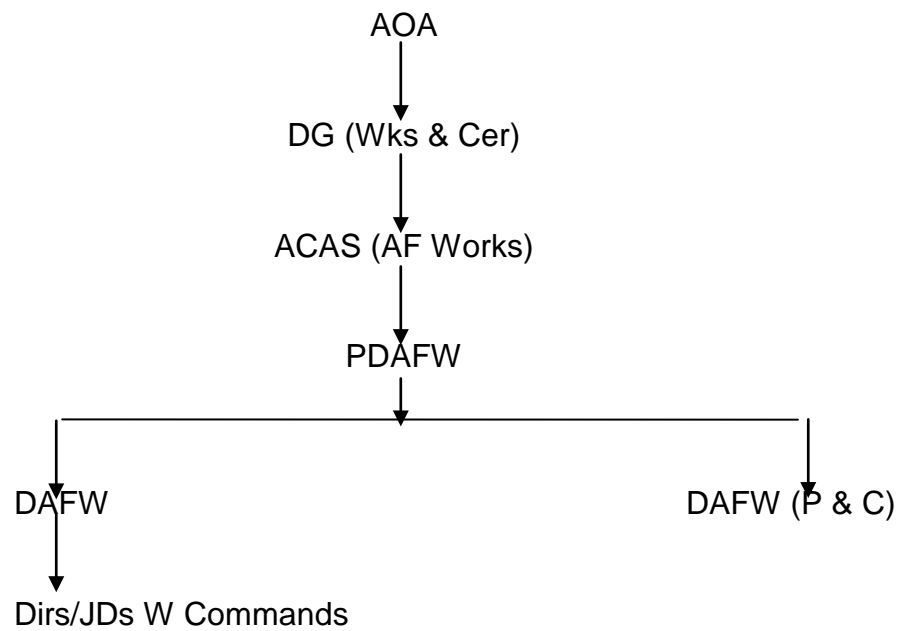 AOA
DG (Wks & Cer)
ACAS (AF Works)
PDAFW
DAFW
DAFW (P & C)
Dirs/JDs W Commands